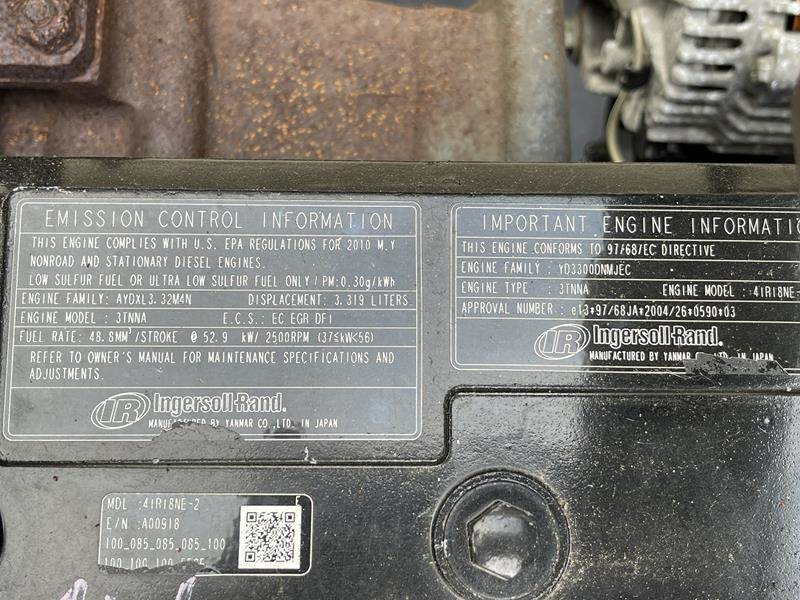 EMISSION CONTROL INFORMATION
THIS ENGINE COMPLIES WITH U.S. EPA REGULATIONS FOR 2010 M.Y
NONROAD AND STATIONARY DIESEL ENGINES.
LOW SULFUR FUEL OR ULTRA LOW SULFUR FUEL ONLY/PM:0.30g/kWh
ENGINE FAMILY: AYDXL3.32M4N DISPLACEMENT: 3.319 LITERS
ENGINE MODEL : 3TNNA E.C.S.: EC EGR DFI
FUEL RATE: 48.8MM³/STROKE @ 52.9 kW/ 2500RPM (37≤kW<56)
REFER TO OWNER'S MANUAL FOR MAINTENANCE SPECIFICATIONS AND
ADJUSTMENTS.
IR Ingersoll-Rand.
MANUFACTURED BY YANMAR CO.,LTD. IN JAPAN
IMPORTANT ENGINE INFORMATIO
THIS ENGINE CONFORMS TO 97/68/EC DIRECTIVE
ENGINE FAMILY : YD3300DNMJEC
ENGINE TYPE : 3TNNA ENGINE MODEL:41R18NE-
APPROVAL NUMBER: e13*97/68JA*2004/26*0590*03
IR Ingersoll-Rand.
MANUFACTURED BY YANMAR IN JAPAN
MDL :41R18NE-2 E
E/N :A00918
100_085_085_085_100